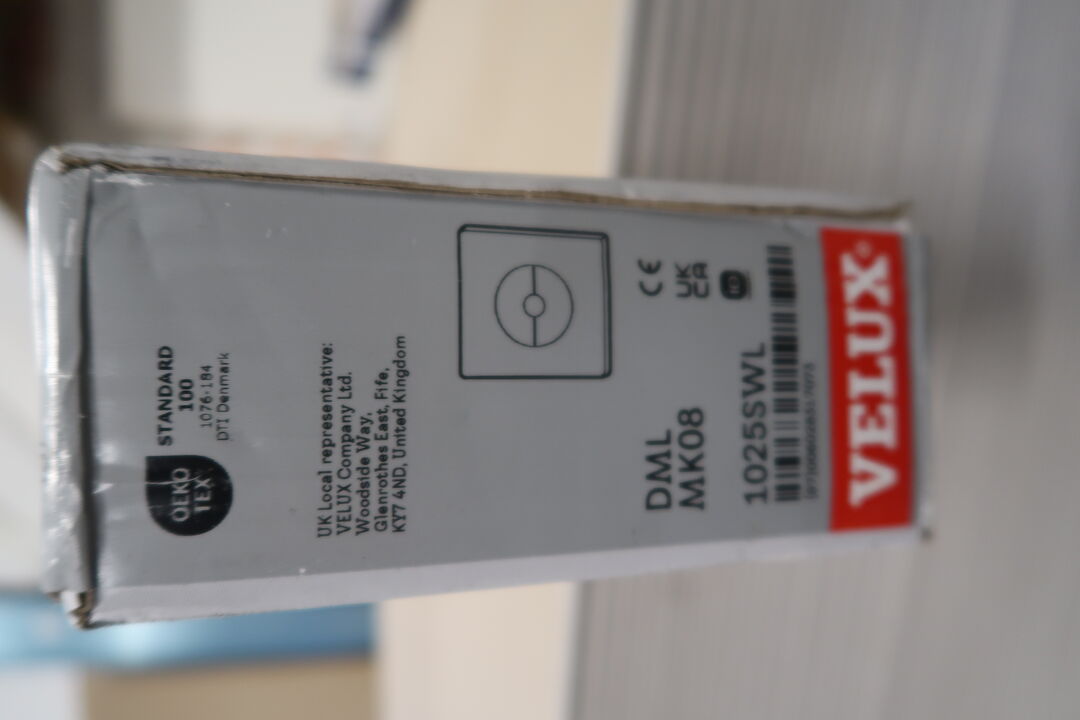 OEKO
TEX
STANDARD
100
1076-184
DTI Denmark
UK Local representative:
VELUX Company Ltd.
Woodside Way,
Glenrothes East, Fife,
KY7 4ND, United Kingdom
CE
UK
CA
DML
MK08
1025SWL
VELUX